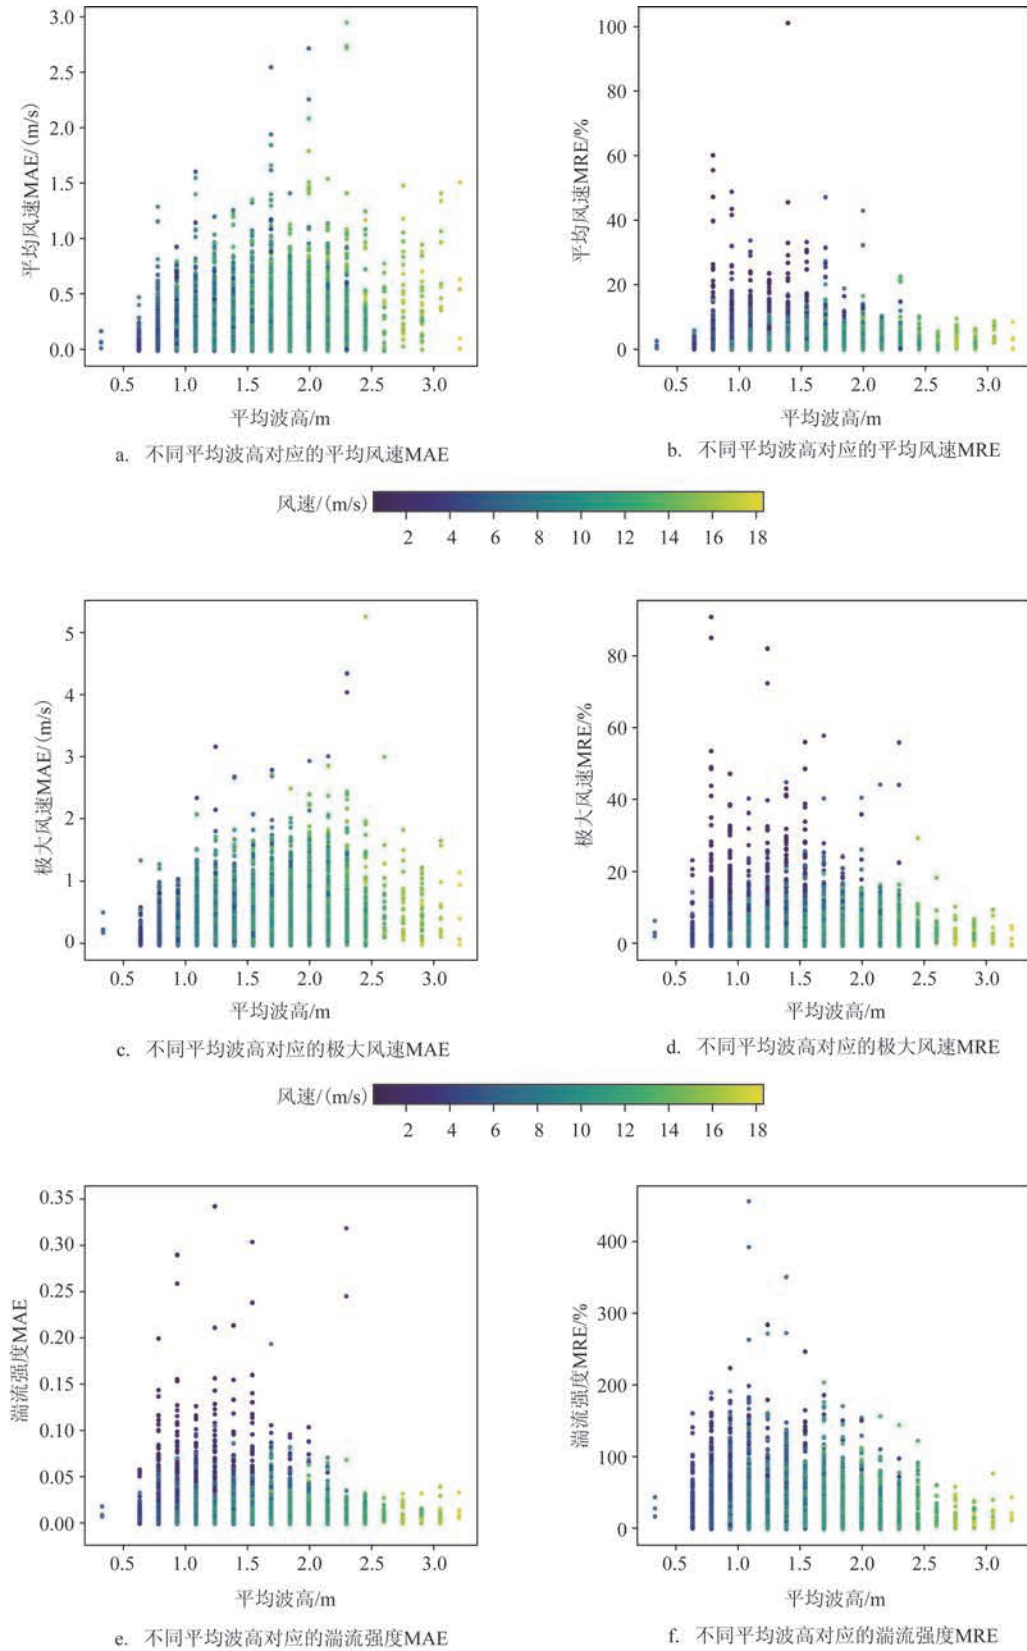 3.0
2.5
2.0
1.5
1.0
0.5
0.0
平均风速MAE/(m/s)
0.5 1.0 1.5 2.0 2.5 3.0
平均波高/m
a. 不同平均波高对应的平均风速MAE
100
80
60
40
20
0
平均风速MRE/%
0.5 1.0 1.5 2.0 2.5 3.0
平均波高/m
b. 不同平均波高对应的平均风速MRE
风速/(m/s)
2 4 6 8 10 12 14 16 18
5
4
3
2
1
0
极大风速MAE/(m/s)
0.5 1.0 1.5 2.0 2.5 3.0
平均波高/m
c. 不同平均波高对应的极大风速MAE
80
60
40
20
0
极大风速MRE/%
0.5 1.0 1.5 2.0 2.5 3.0
平均波高/m
d. 不同平均波高对应的极大风速MRE
风速/(m/s)
2 4 6 8 10 12 14 16 18
0.35
0.30
0.25
0.20
0.15
0.10
0.05
0.00
湍流强度MAE
0.5 1.0 1.5 2.0 2.5 3.0
平均波高/m
e. 不同平均波高对应的湍流强度MAE
400
300
200
100
0
湍流强度MRE/%
0.5 1.0 1.5 2.0 2.5 3.0
平均波高/m
f. 不同平均波高对应的湍流强度MRE